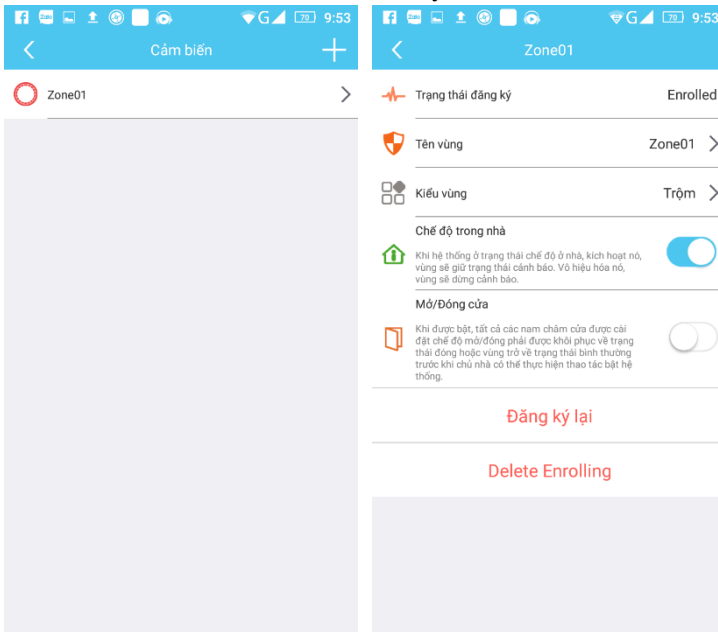 G 70 9:53
Cảm biến
Zone01
G 70 9:53
Zone01
Trạng thái đăng ký Enrolled
Tên vùng Zone01
Kiểu vùng Trộm
Chế độ trong nhà
Khi hệ thống ở trạng thái chế độ ở nhà, kích hoạt nó,
vùng sẽ giữ trạng thái cảnh báo. Vô hiệu hóa nó,
vùng sẽ dừng cảnh báo.
Mở/Đóng cửa
Khi được bật, tất cả các nam châm cửa được cài
đặt chế độ mở/đóng phải được khôi phục về trạng
thái đóng hoặc vùng trở về trạng thái bình thường
trước khi chủ nhà có thể thực hiện thao tác bật hệ
thống.
Đăng ký lại
Delete Enrolling